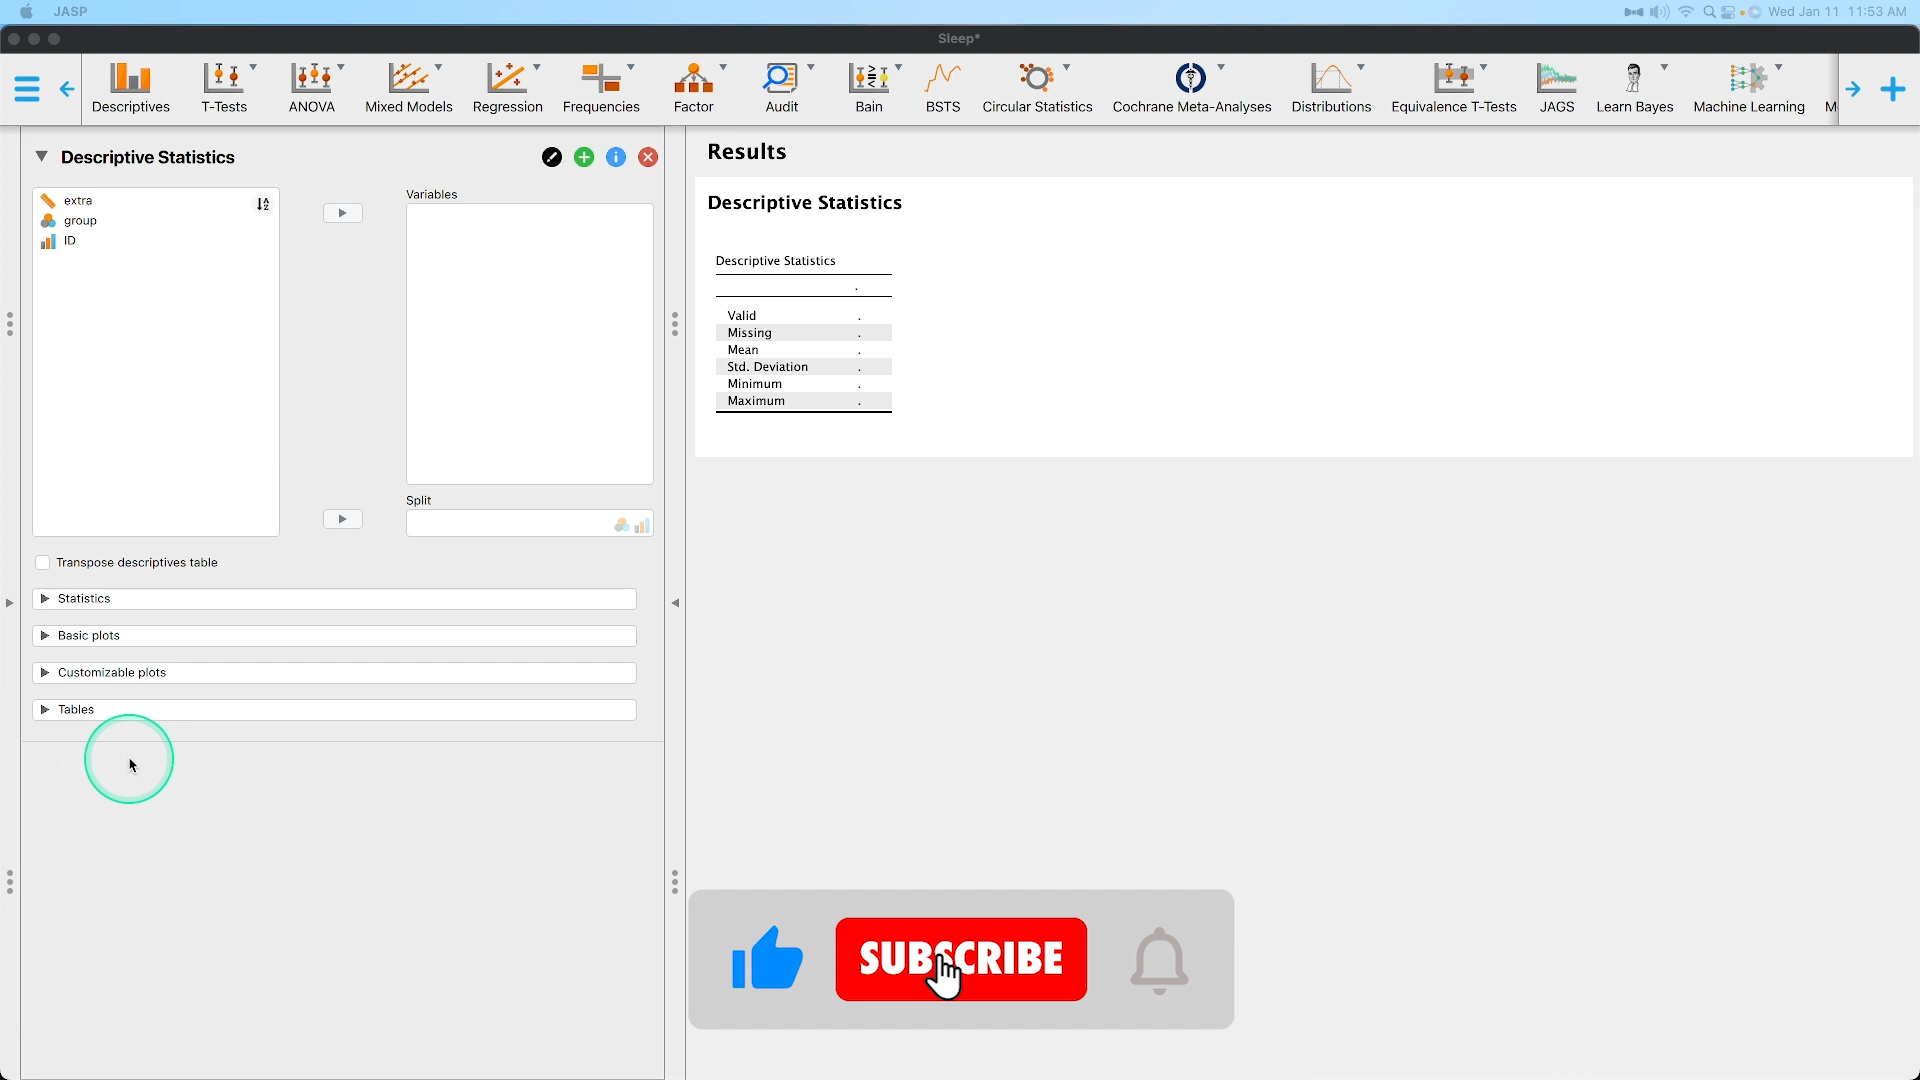 JASP
Wed Jan 11 11:53 AM
Sleep*
Descriptives
T-Tests
ANOVA
Mixed Models
Regression
Frequencies
Factor
Audit
Bain
BSTS
Circular Statistics
Cochrane Meta-Analyses
Distributions
Equivalence T-Tests
JAGS
Learn Bayes
Machine Learning
M
Descriptive Statistics
extra
group
ID
Variables
Split
Transpose descriptives table
Statistics
Basic plots
Customizable plots
Tables
Results
Descriptive Statistics
Descriptive Statistics
.
Valid .
Missing .
Mean .
Std. Deviation .
Minimum .
Maximum .
SUBSCRIBE